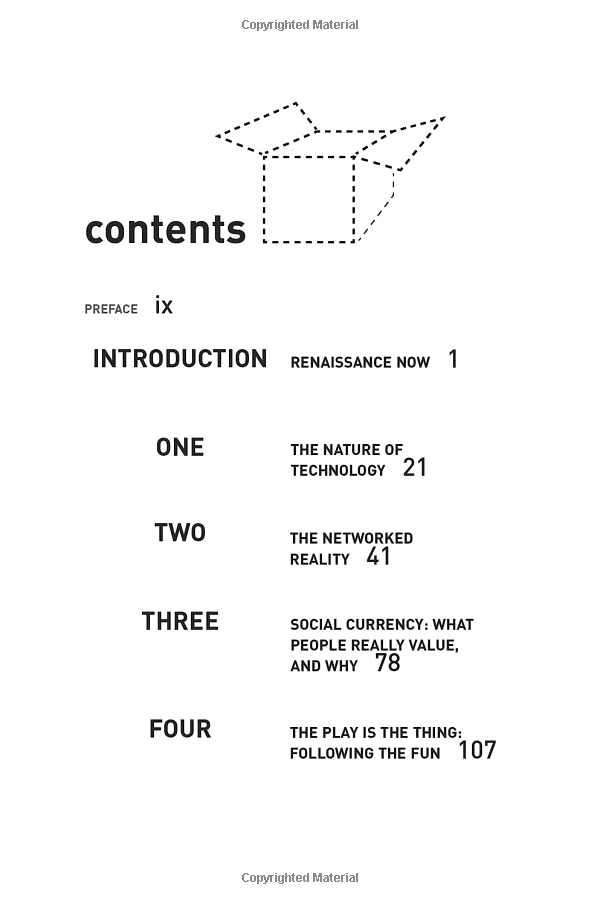 Copyrighted Material
contents
PREFACE ix
INTRODUCTION RENAISSANCE NOW 1
ONE THE NATURE OF
TECHNOLOGY 21
TWO THE NETWORKED
REALITY 41
THREE SOCIAL CURRENCY: WHAT
PEOPLE REALLY VALUE,
AND WHY 78
FOUR THE PLAY IS THE THING:
FOLLOWING THE FUN 107
Copyrighted Material